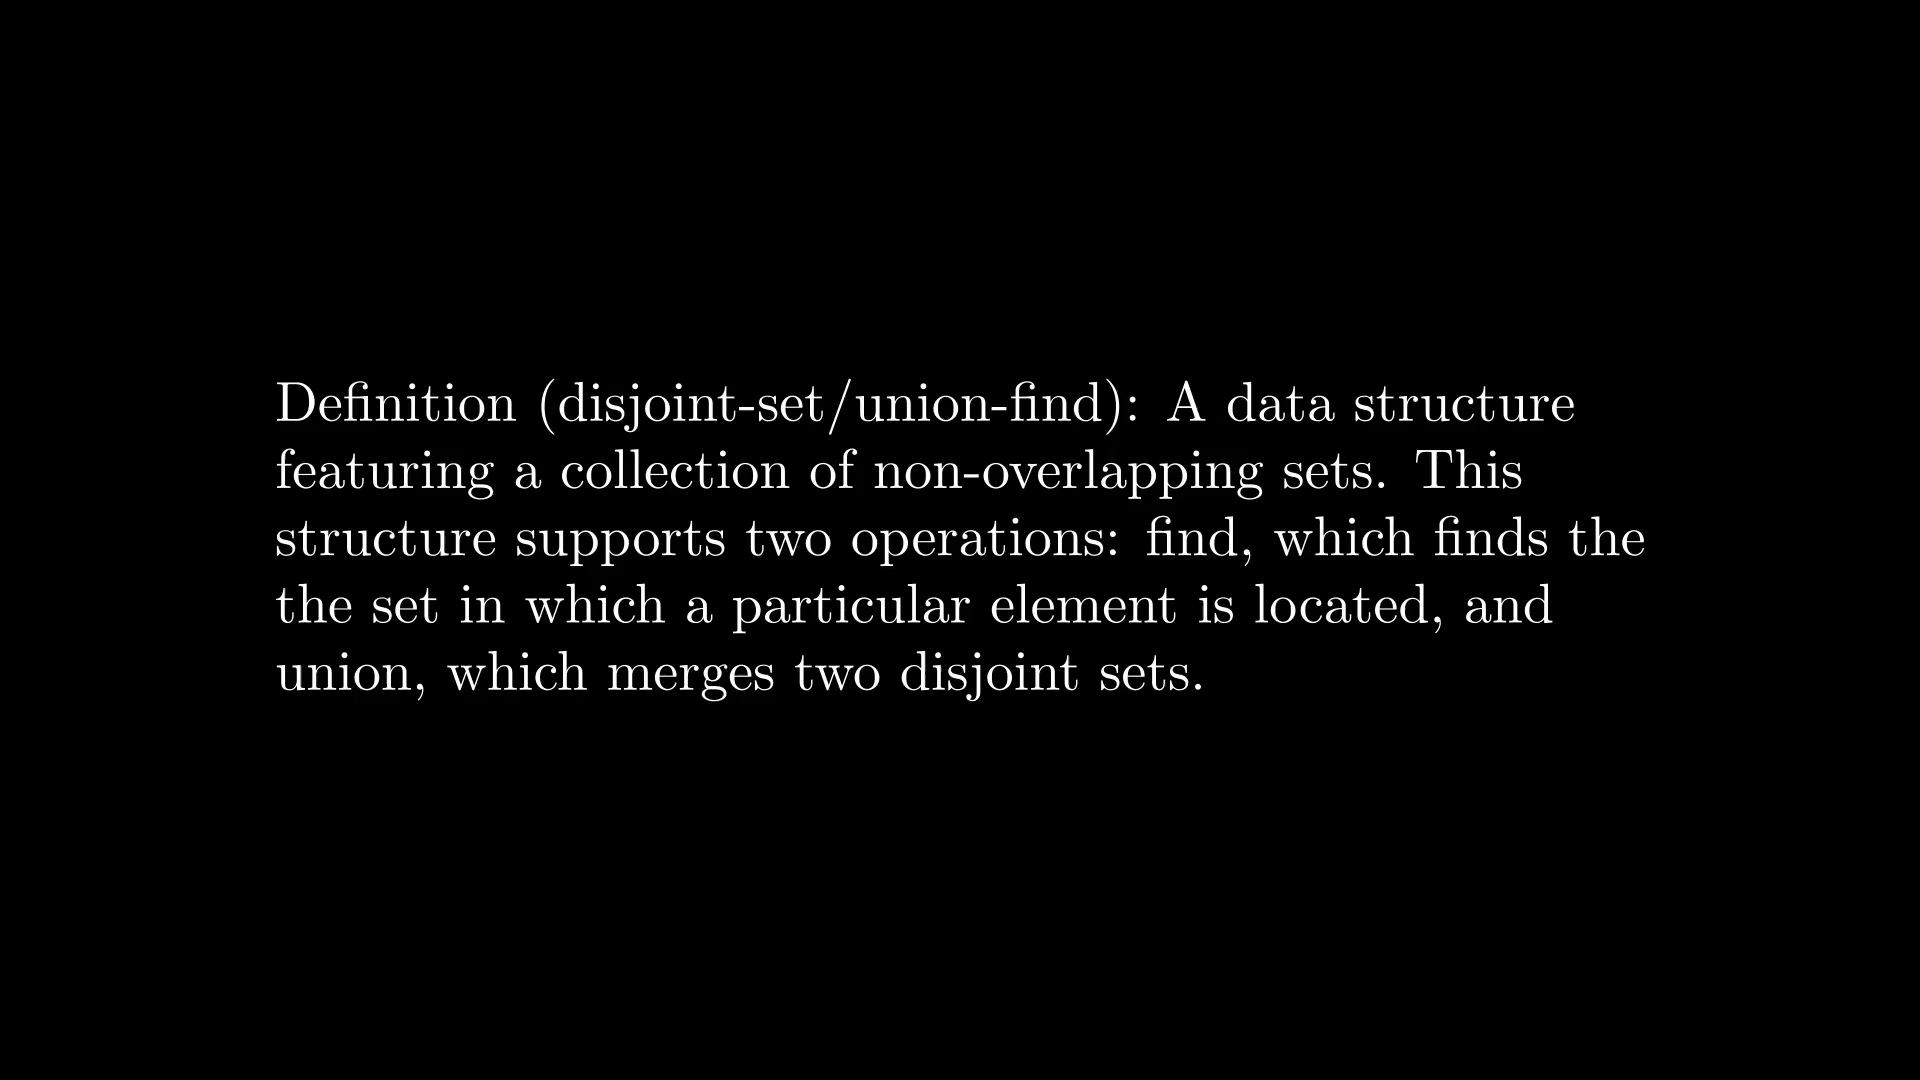 Definition (disjoint-set/union-find): A data structure
featuring a collection of non-overlapping sets. This
structure supports two operations: find, which finds the
the set in which a particular element is located, and
union, which merges two disjoint sets.